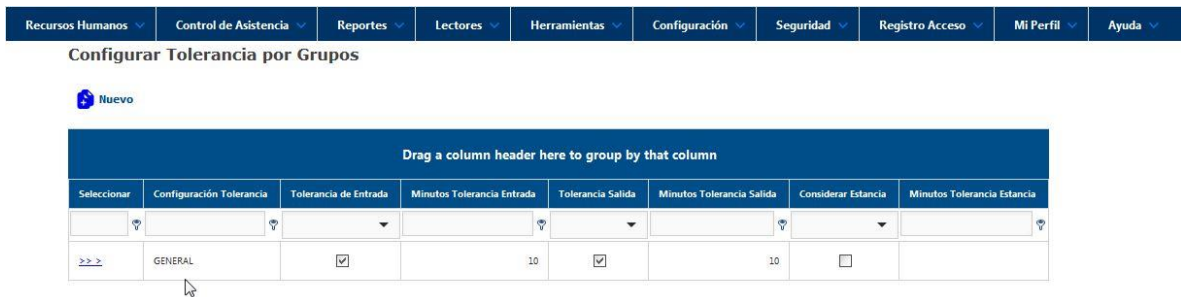 Recursos Humanos Control de Asistencia Reportes Lectores Herramientas Configuración Seguridad Registro Acceso Mi Perfil Ayuda
Configurar Tolerancia por Grupos
Nuevo
Drag a column header here to group by that column
Seleccionar Configuración Tolerancia Tolerancia de Entrada Minutos Tolerancia Entrada Tolerancia Salida Minutos Tolerancia Salida Considerar Estancia Minutos Tolerancia Estancia
>> > GENERAL 10 10